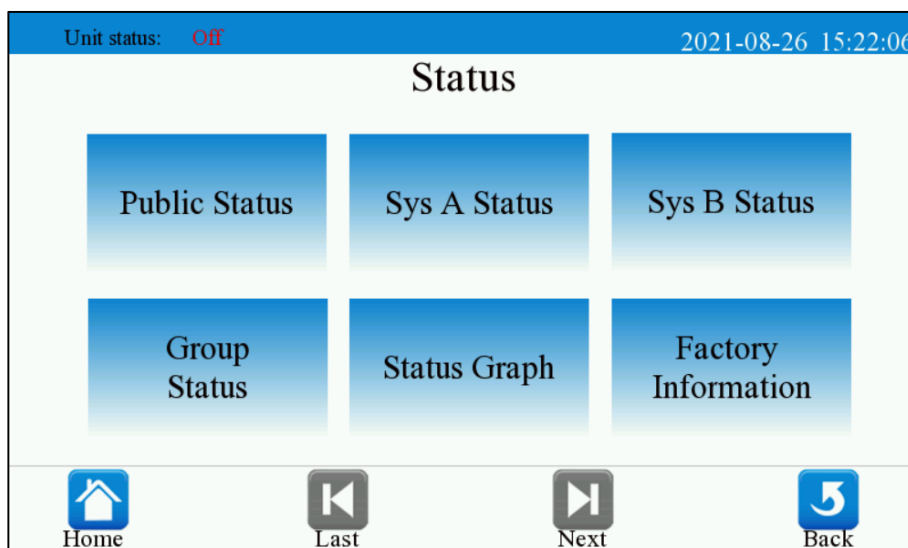 Unit status: Off
2021-08-26 15:22:06
Status
Public Status
Sys A Status
Sys B Status
Group
Status
Status Graph
Factory
Information
Home
Last
Next
Back